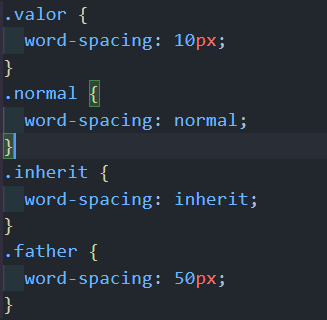 .valor {
  word-spacing: 10px;
}
.normal {
  word-spacing: normal;
}
.inherit {
  word-spacing: inherit;
}
.father {
  word-spacing: 50px;
}